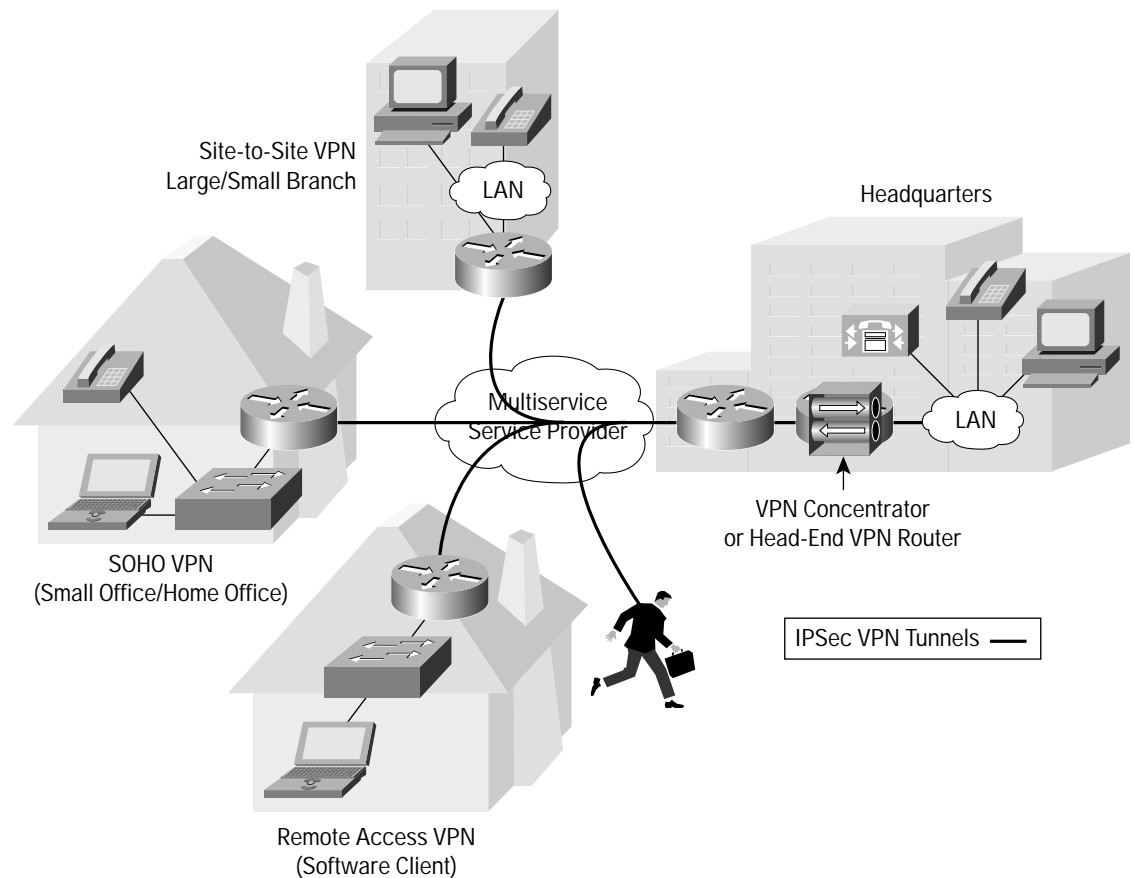 Site-to-Site VPN
Large/Small Branch
LAN
Headquarters
Multiservice
Service Provider
LAN
VPN Concentrator
or Head-End VPN Router
SOHO VPN
(Small Office/Home Office)
IPSec VPN Tunnels
Remote Access VPN
(Software Client)